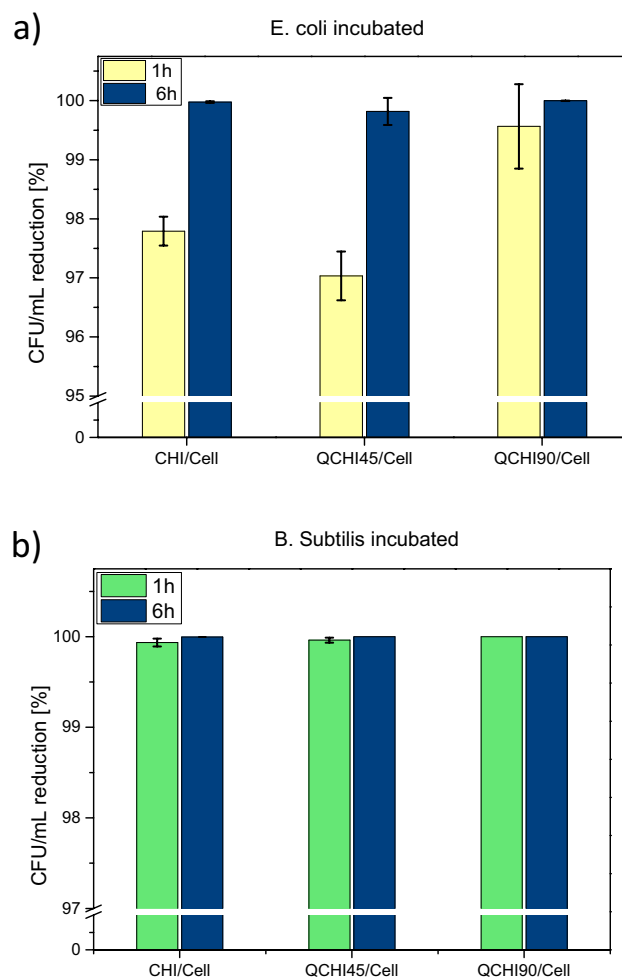 a)
E. coli incubated
1h
6h
CFU/mL reduction [%]
100
99
98
97
96
95
0
CHI/Cell QCHI45/Cell QCHI90/Cell
b)
B. Subtilis incubated
1h
6h
CFU/mL reduction [%]
100
99
98
97
0
CHI/Cell QCHI45/Cell QCHI90/Cell